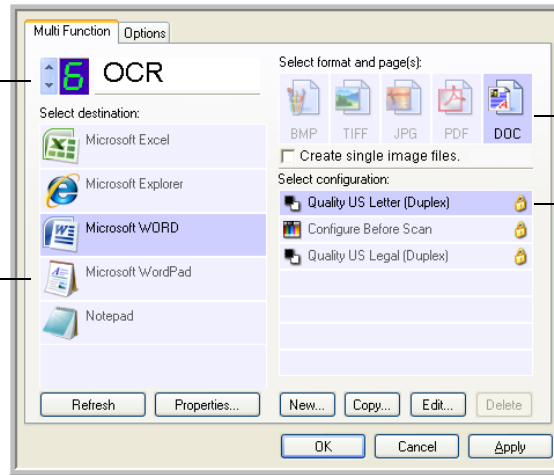 Multi Function Options
6 OCR
Select destination:
Microsoft Excel
Microsoft Explorer
Microsoft WORD
Microsoft WordPad
Notepad
Refresh Properties...
Select format and page(s):
BMP TIFF JPG PDF DOC
Create single image files.
Select configuration:
Quality US Letter (Duplex)
Configure Before Scan
Quality US Legal (Duplex)
New... Copy... Edit... Delete
OK Cancel Apply